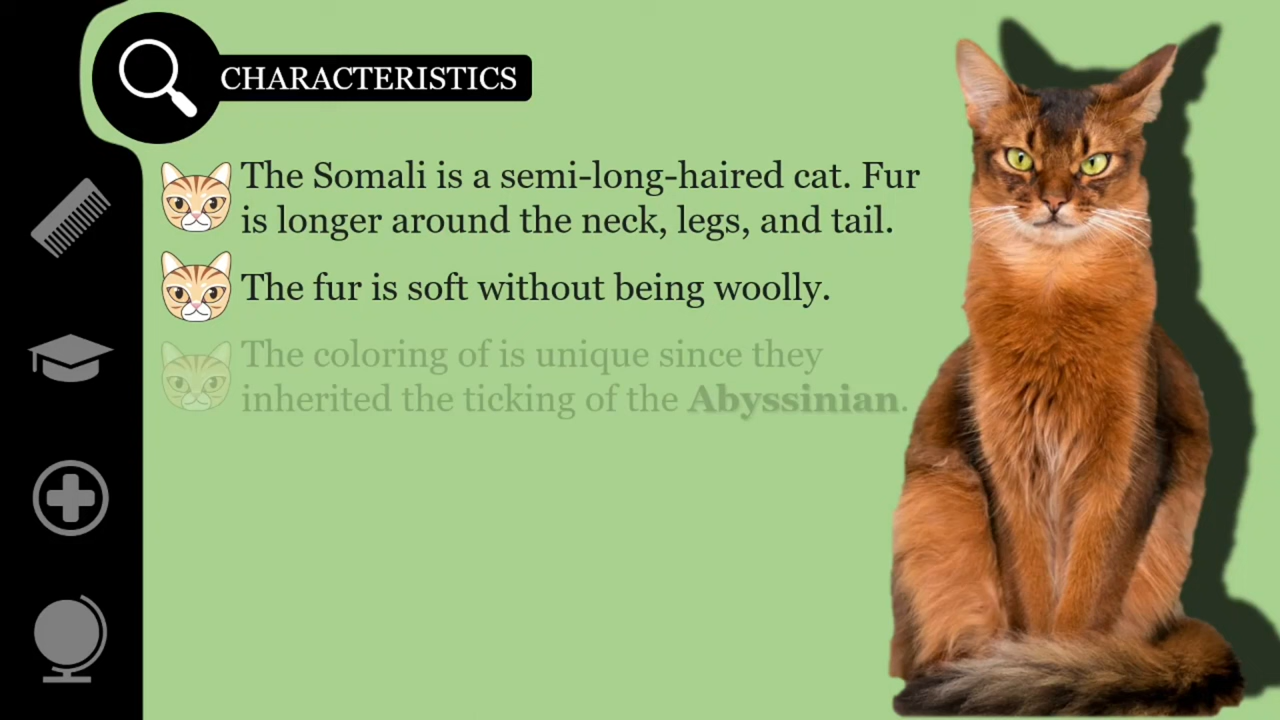 CHARACTERISTICS
The Somali is a semi-long-haired cat. Fur
is longer around the neck, legs, and tail.
The fur is soft without being woolly.
The coloring of is unique since they
inherited the ticking of the Abyssinian.